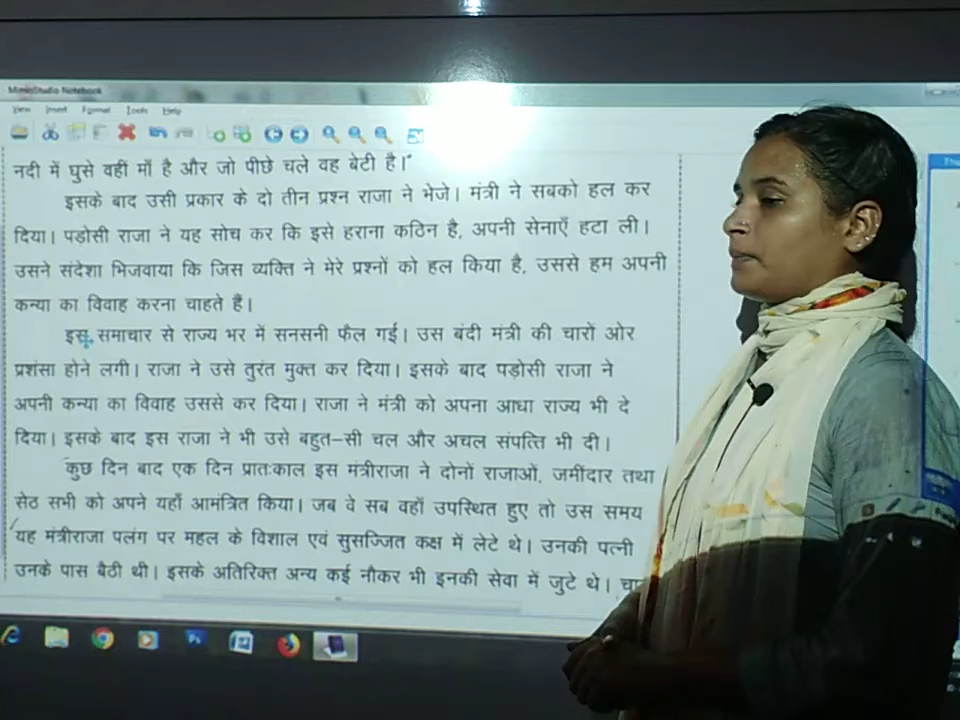 MimioStudio Notebook
View Insert Format Tools Help
नदी में घुसे वही माँ है और जो पीछे चले वह बेटी है।"
इसके बाद उसी प्रकार के दो तीन प्रश्न राजा ने भेजे। मंत्री ने सबको हल कर
दिया। पड़ोसी राजा ने यह सोच कर कि इसे हराना कठिन है, अपनी सेनाएँ हटा ली।
उसने संदेशा भिजवाया कि जिस व्यक्ति ने मेरे प्रश्नों को हल किया है, उससे हम अपनी
कन्या का विवाह करना चाहते हैं।
इस समाचार से राज्य भर में सनसनी फैल गई। उस बंदी मंत्री की चारों ओर
प्रशंसा होने लगी। राजा ने उसे तुरंत मुक्त कर दिया। इसके बाद पड़ोसी राजा ने
अपनी कन्या का विवाह उससे कर दिया। राजा ने मंत्री को अपना आधा राज्य भी दे
दिया। इसके बाद इस राजा ने भी उसे बहुत-सी चल और अचल संपत्ति भी दी।
कुछ दिन बाद एक दिन प्रातःकाल इस मंत्रीराजा ने दोनों राजाओं, जमींदार तथा
सेठ सभी को अपने यहाँ आमंत्रित किया। जब वे सब वहाँ उपस्थित हुए तो उस समय
यह मंत्रीराजा पलंग पर महल के विशाल एवं सुसज्जित कक्ष में लेटे थे। उनकी पत्नी
उनके पास बैठी थी। इसके अतिरिक्त अन्य कई नौकर भी इनकी सेवा में जुटे थे।